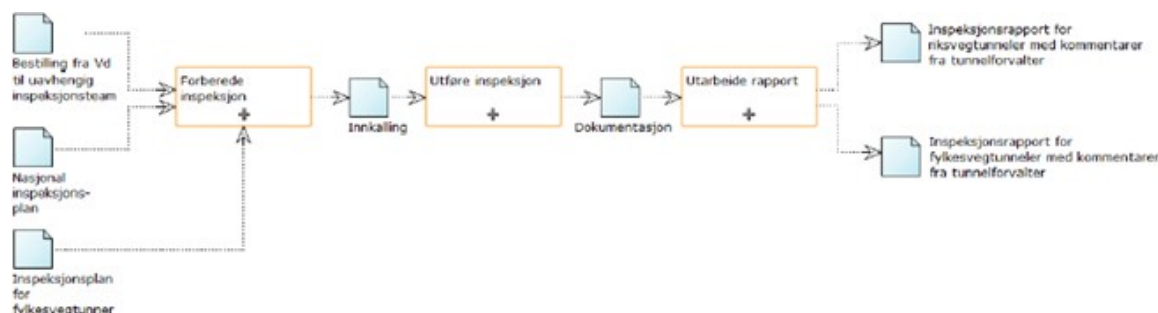 Bestilling fra Vd
til uavhengig
inspeksjonsteam
Nasjonal
inspeksjons-
plan
Inspeksjonsplan
for
fylkesvegtunner
Forberede
inspeksjon
Innkalling
Utføre inspeksjon
Dokumentasjon
Utarbeide rapport
Inspeksjonsrapport for
riksvegtunneler med kommentarer
fra tunnelforvalter
Inspeksjonsrapport for
fylkesvegtunneler med kommentarer
fra tunnelforvalter